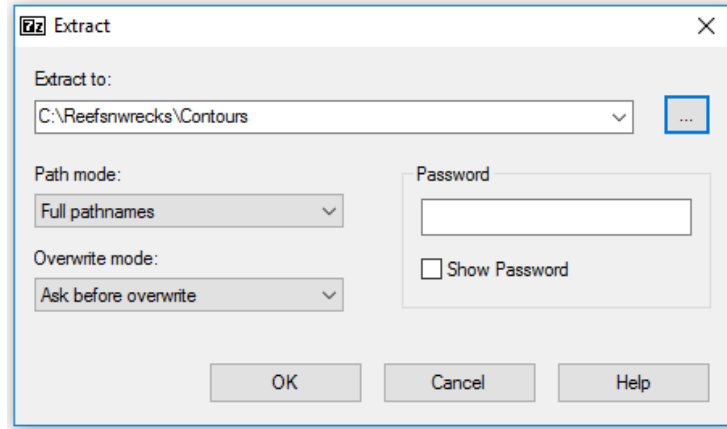 7z Extract
Extract to:
C:\Reefsnwrecks\Contours
...
Path mode:
Full pathnames
Overwrite mode:
Ask before overwrite
Password
Show Password
OK Cancel Help